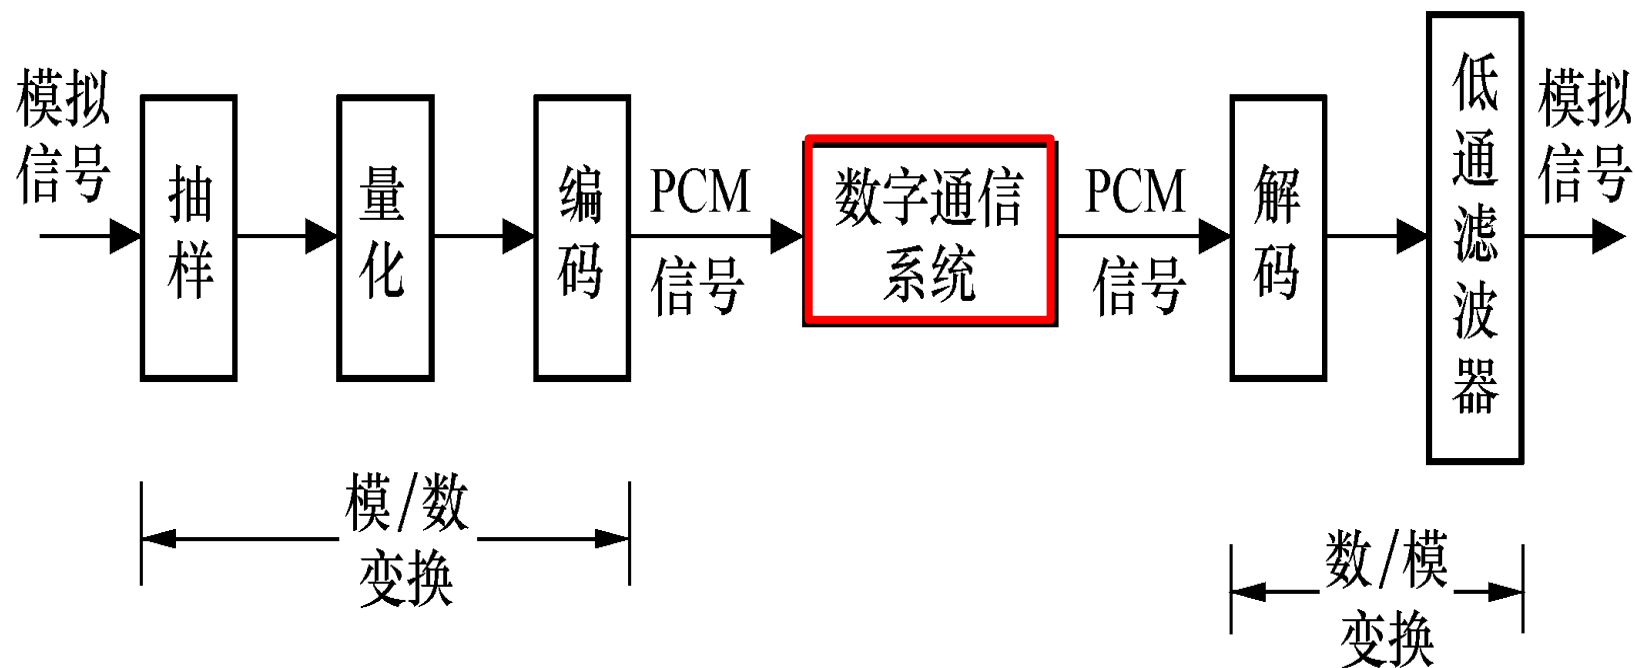 模拟
信号
抽
样
量
化
编
码
PCM
信号
数字通信
系统
PCM
信号
解
码
低
通
滤
波
器
模拟
信号
模/数
变换
数/模
变换